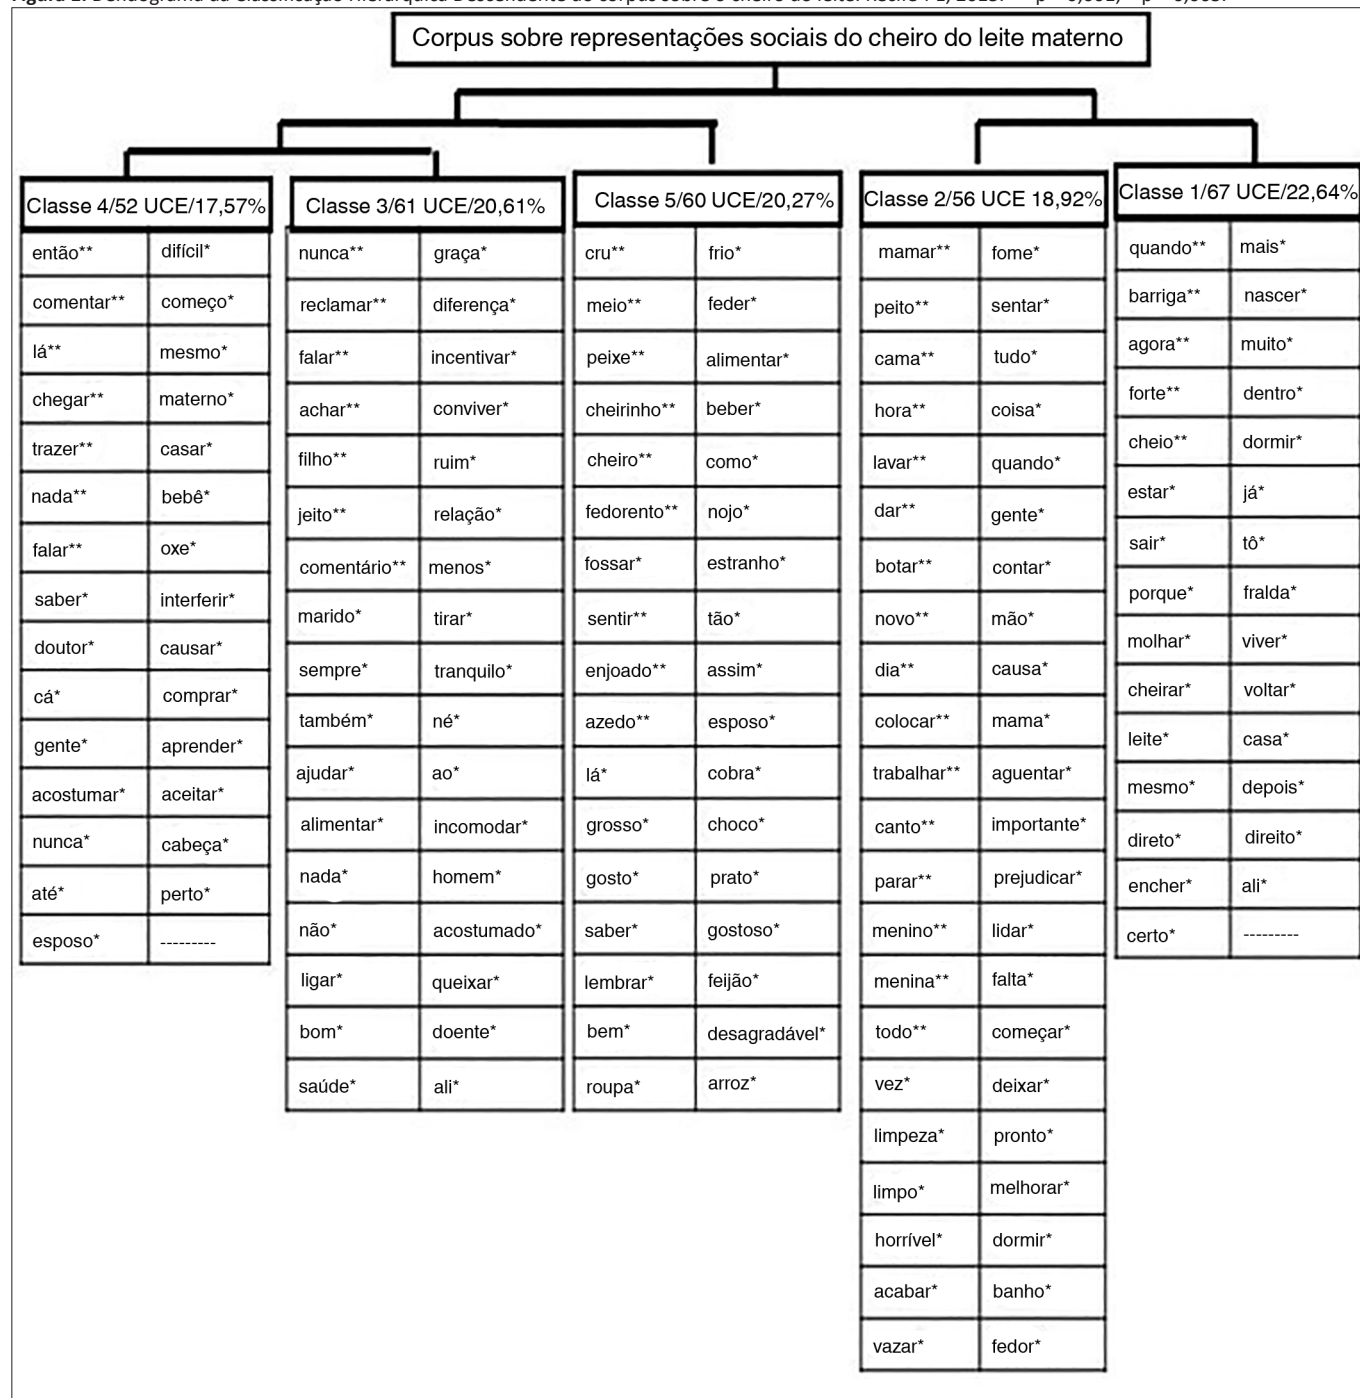 Corpus sobre representações sociais do cheiro do leite materno
Classe 4/52 UCE/17,57%
então** difícil*
comentar** começo*
lá** mesmo*
chegar** materno*
trazer** casar*
nada** bebê*
falar** oxe*
saber* interferir*
doutor* causar*
cá* comprar*
gente* aprender*
acostumar* aceitar*
nunca* cabeça*
até* perto*
esposo* ---------
Classe 3/61 UCE/20,61%
nunca** graça*
reclamar** diferença*
falar** incentivar*
achar** conviver*
filho** ruim*
jeito** relação*
comentário** menos*
marido* tirar*
sempre* tranquilo*
também* né*
ajudar* ao*
alimentar* incomodar*
nada* homem*
não* acostumado*
ligar* queixar*
bom* doente*
saúde* ali*
Classe 5/60 UCE/20,27%
cru** frio*
meio** feder*
peixe** alimentar*
cheirinho** beber*
cheiro** como*
fedorento** nojo*
fossar* estranho*
sentir** tão*
enjoado** assim*
azedo** esposo*
lá* cobra*
grosso* choco*
gosto* prato*
saber* gostoso*
lembrar* feijão*
bem* desagradável*
roupa* arroz*
Classe 2/56 UCE 18,92%
mamar** fome*
peito** sentar*
cama** tudo*
hora** coisa*
lavar** quando*
dar** gente*
botar** contar*
novo** mão*
dia** causa*
colocar** mama*
trabalhar** aguentar*
canto** importante*
parar** prejudicar*
menino** lidar*
menina** falta*
todo** começar*
vez* deixar*
limpeza* pronto*
limpo* melhorar*
horrível* dormir*
acabar* banho*
vazar* fedor*
Classe 1/67 UCE/22,64%
quando** mais*
barriga** nascer*
agora** muito*
forte** dentro*
cheio** dormir*
estar* já*
sair* tô*
porque* fralda*
molhar* viver*
cheirar* voltar*
leite* casa*
mesmo* depois*
direto* direito*
encher* ali*
certo* ---------